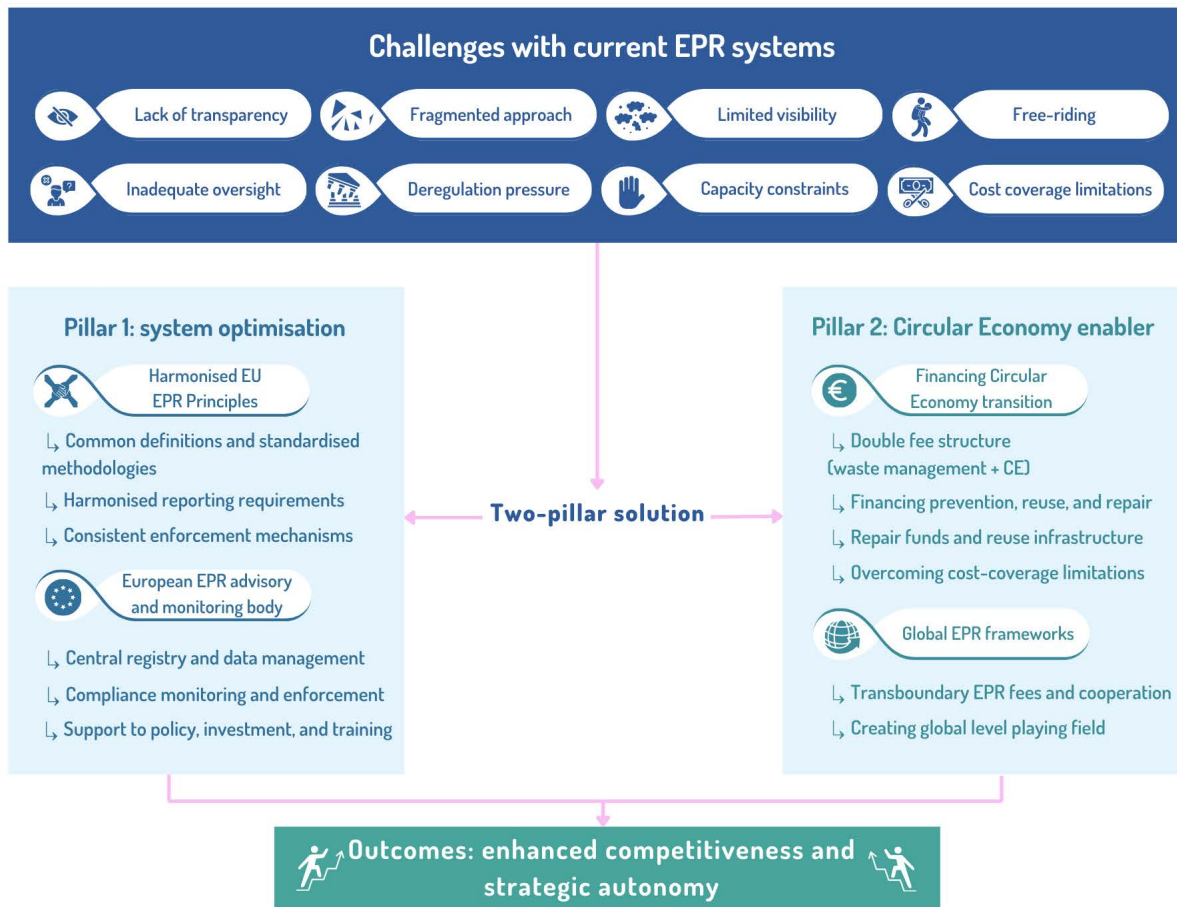 Challenges with current EPR systems
Lack of transparency
Fragmented approach
Limited visibility
Free-riding
Inadequate oversight
Deregulation pressure
Capacity constraints
Cost coverage limitations
Pillar 1: system optimisation
Harmonised EU
EPR Principles
↳ Common definitions and standardised
methodologies
↳ Harmonised reporting requirements
↳ Consistent enforcement mechanisms
European EPR advisory
and monitoring body
↳ Central registry and data management
↳ Compliance monitoring and enforcement
↳ Support to policy, investment, and training
Two-pillar solution
Pillar 2: Circular Economy enabler
€
Financing Circular
Economy transition
↳ Double fee structure
(waste management + CE)
↳ Financing prevention, reuse, and repair
↳ Repair funds and reuse infrastructure
↳ Overcoming cost-coverage limitations
Global EPR frameworks
↳ Transboundary EPR fees and cooperation
↳ Creating global level playing field
Outcomes: enhanced competitiveness and
strategic autonomy